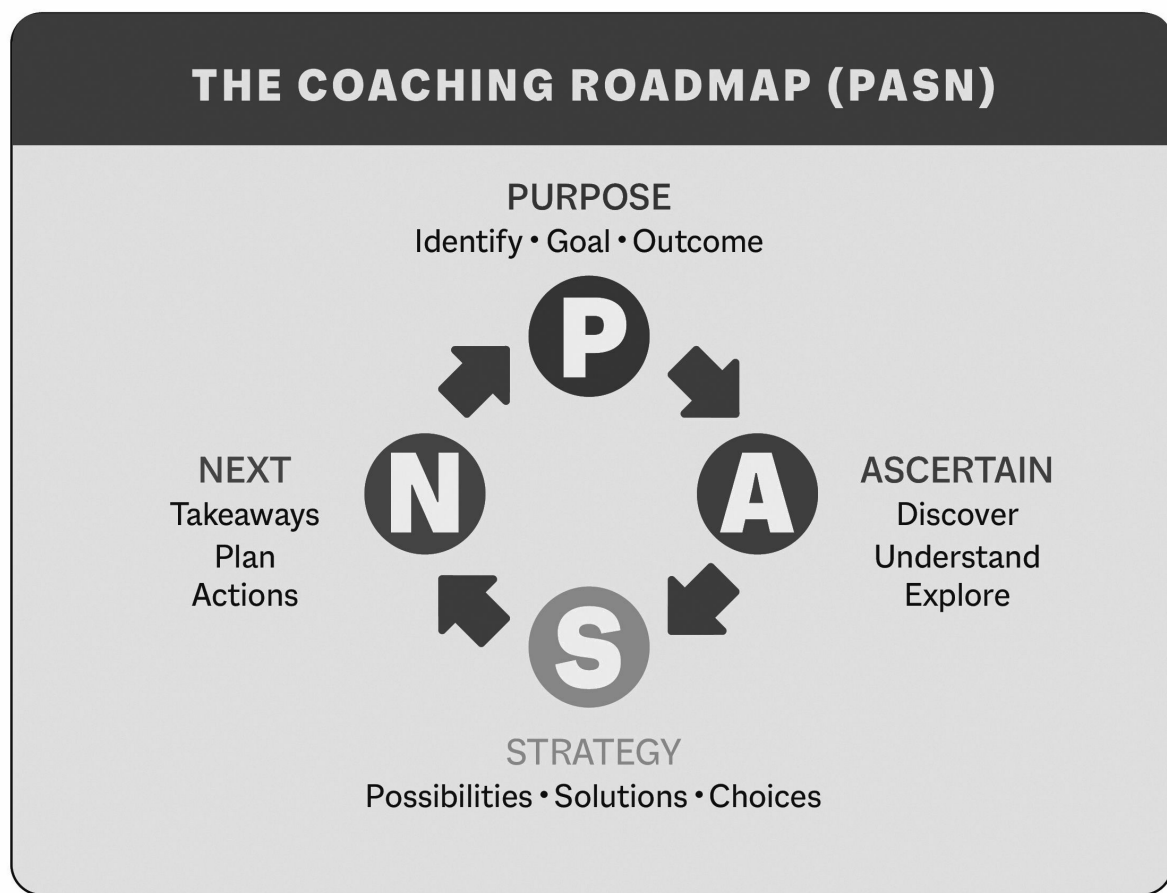 THE COACHING ROADMAP (PASN)
PURPOSE
Identify • Goal • Outcome
P
N
A
NEXT
Takeaways
Plan
Actions
ASCERTAIN
Discover
Understand
Explore
S
STRATEGY
Possibilities • Solutions • Choices